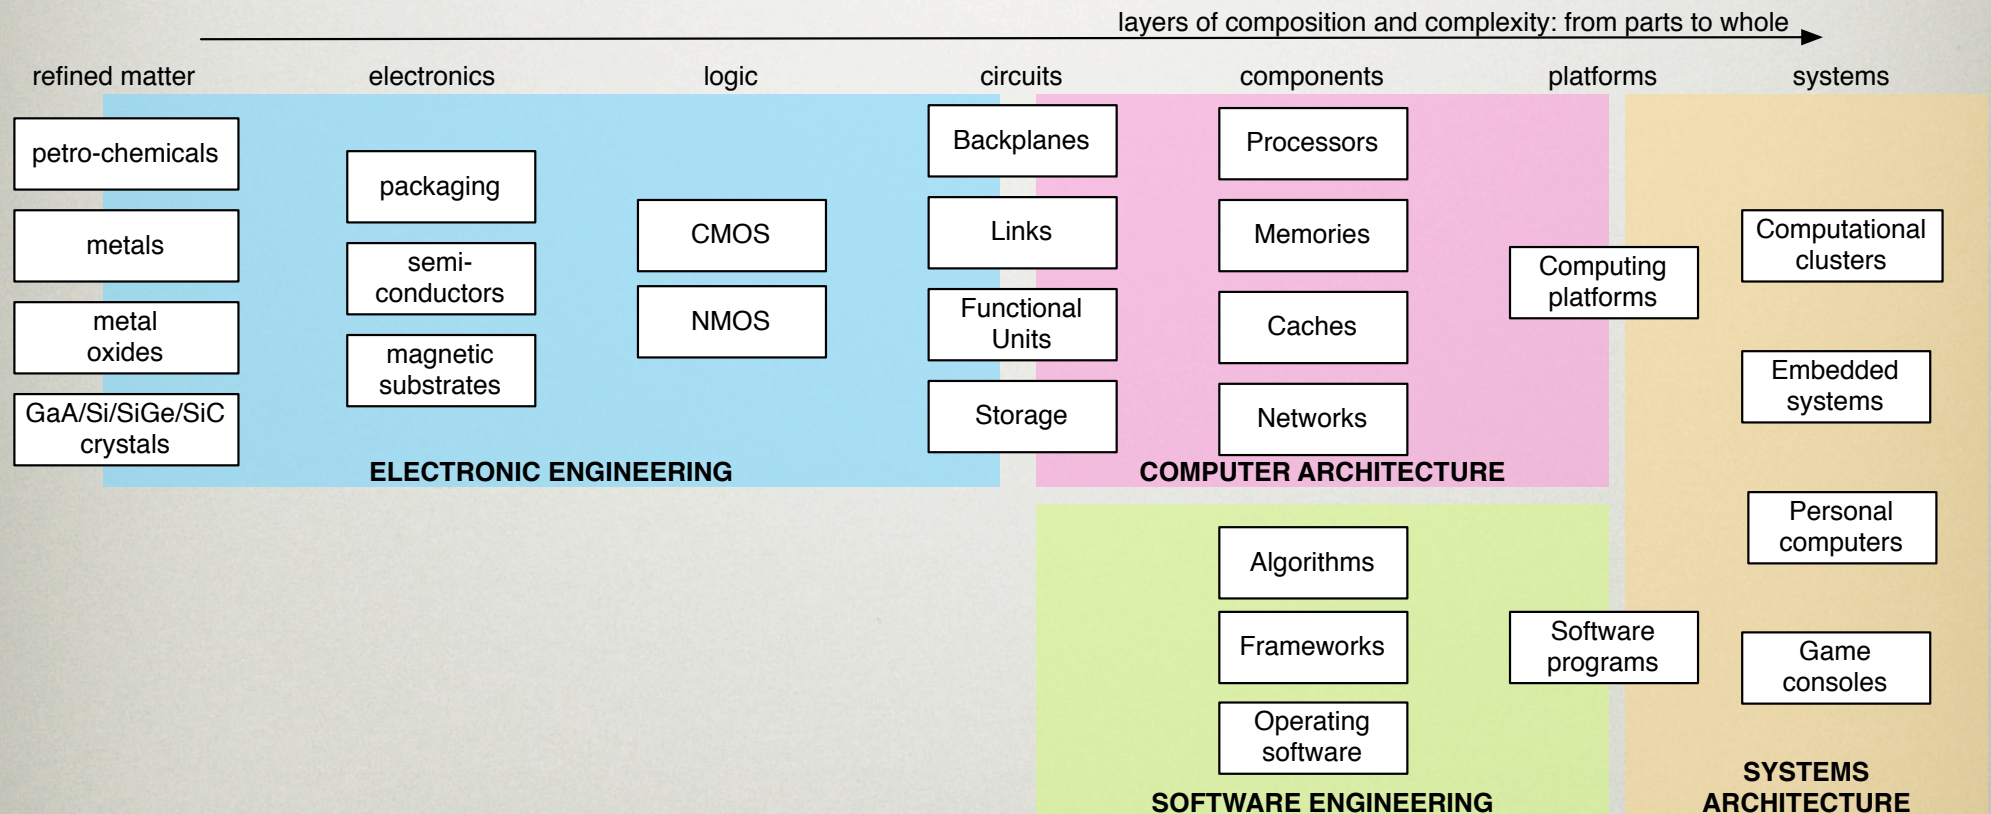 layers of composition and complexity: from parts to whole
refined matter
electronics
logic
circuits
components
platforms
systems
petro-chemicals
metals
metal
oxides
GaA/Si/SiGe/SiC
crystals
packaging
semi-
conductors
magnetic
substrates
CMOS
NMOS
ELECTRONIC ENGINEERING
Backplanes
Links
Functional
Units
Storage
Processors
Memories
Caches
Networks
COMPUTER ARCHITECTURE
Computing
platforms
Algorithms
Frameworks
Operating
software
Software
programs
SOFTWARE ENGINEERING
Computational
clusters
Embedded
systems
Personal
computers
Game
consoles
SYSTEMS
ARCHITECTURE